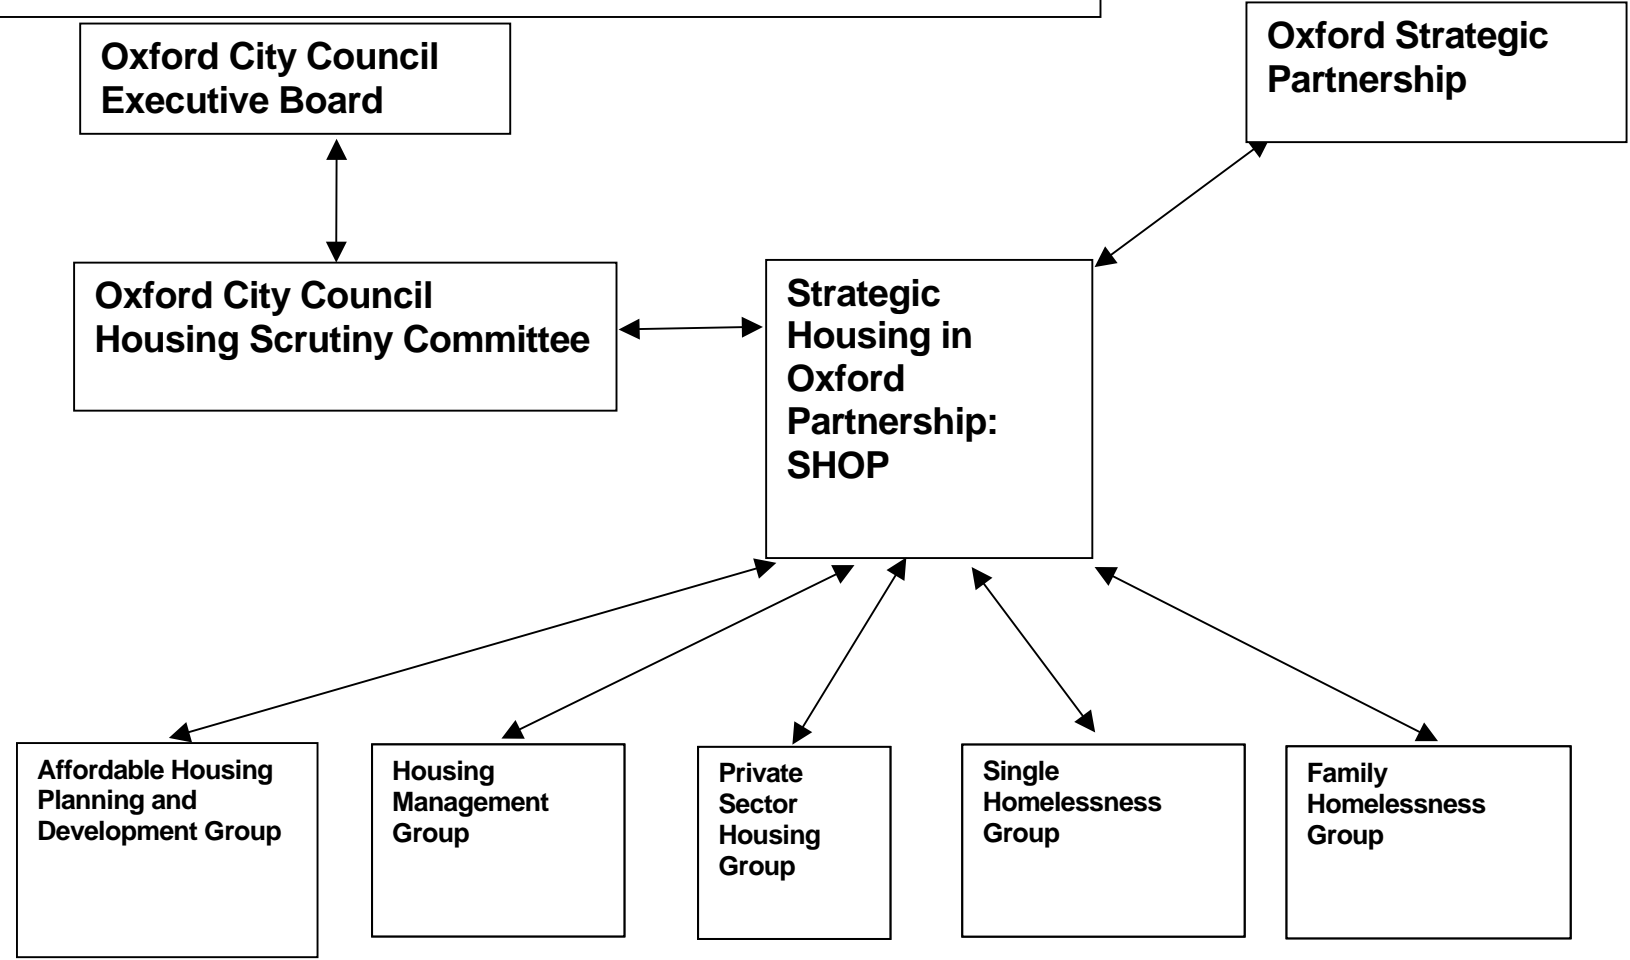 Oxford City Council
Executive Board
Oxford Strategic
Partnership
Oxford City Council
Housing Scrutiny Committee
Strategic
Housing in
Oxford
Partnership:
SHOP
Affordable Housing
Planning and
Development Group
Housing
Management
Group
Private
Sector
Housing
Group
Single
Homelessness
Group
Family
Homelessness
Group